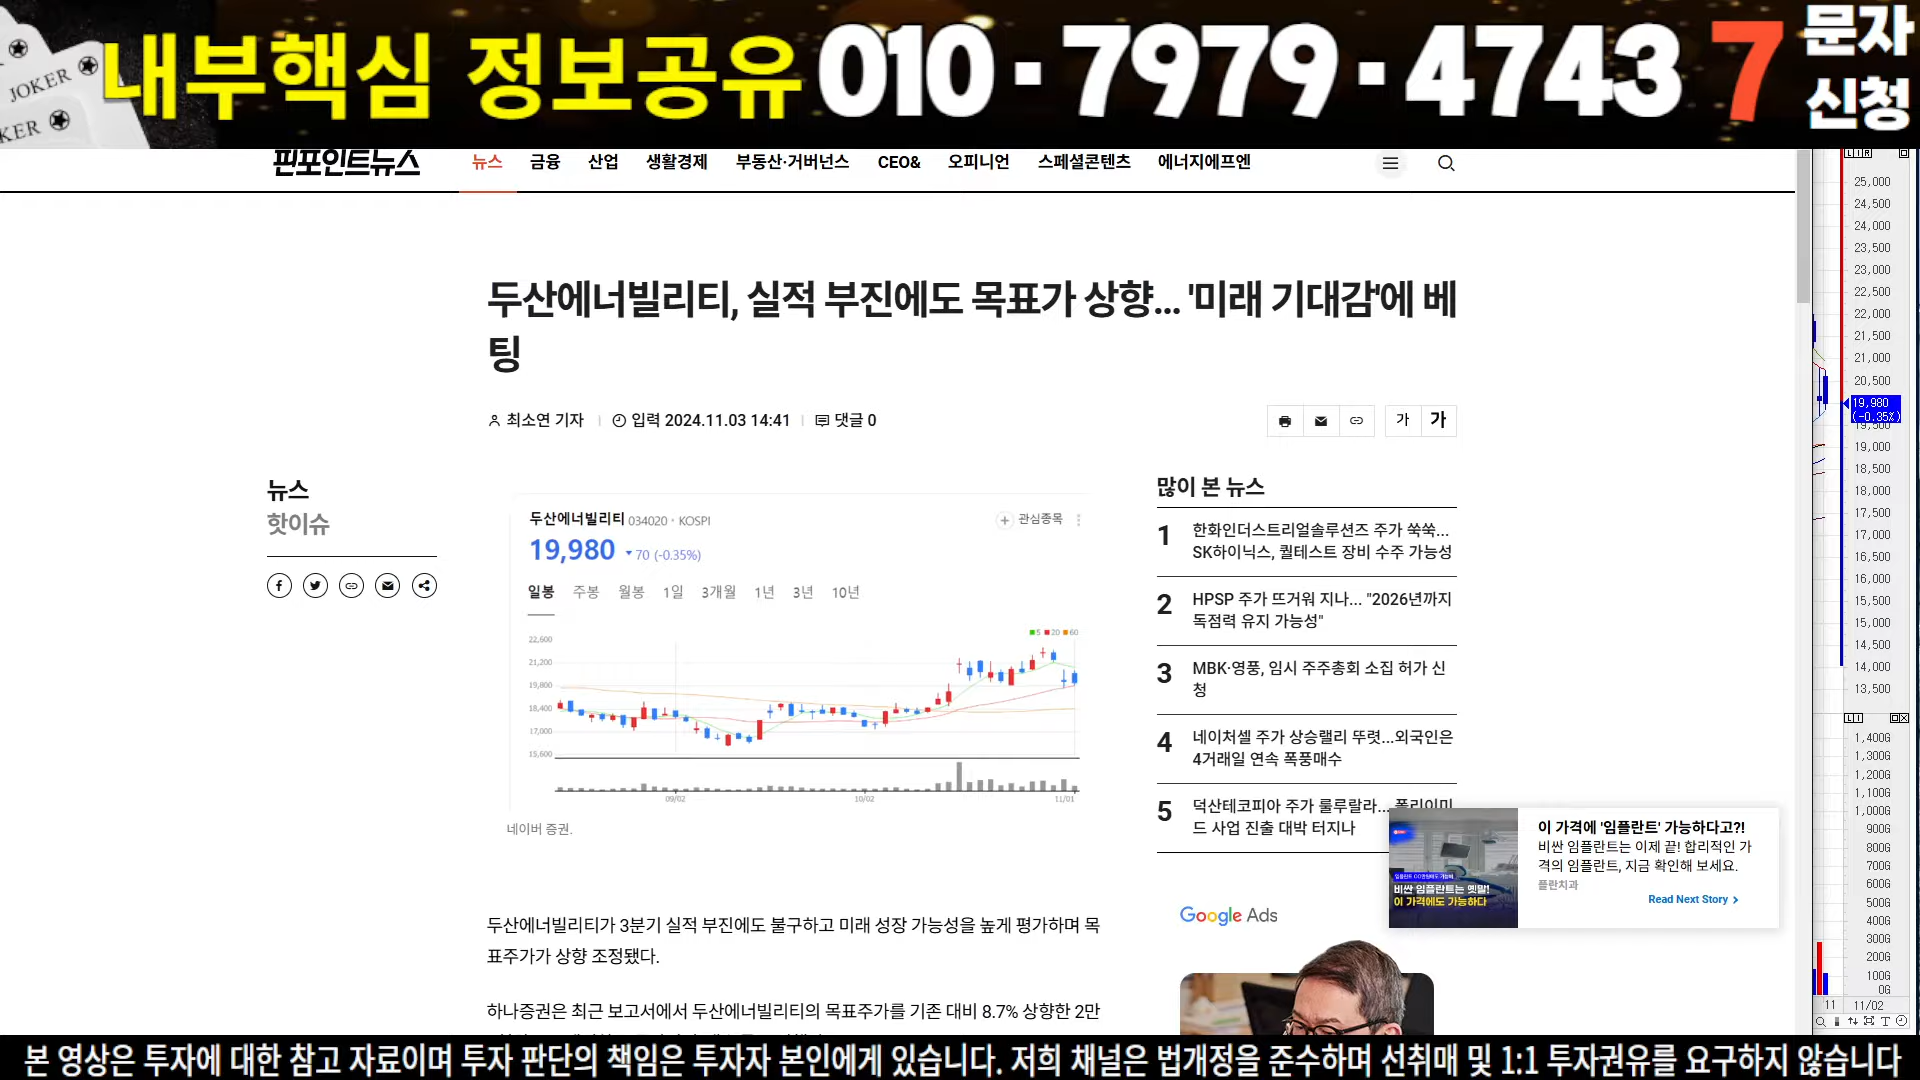 JOKER
KER
내부핵심 정보공유 010·7979·4743 7 문자 신청
핀포인트뉴스 뉴스 금융 산업 생활경제 부동산·거버넌스 CEO& 오피니언 스페셜콘텐츠 에너지에프엔
두산에너빌리티, 실적 부진에도 목표가 상향... '미래 기대감'에 베
팅
최소연 기자 입력 2024.11.03 14:41 댓글 0
가 가
뉴스
핫이슈
두산에너빌리티 034020 · KOSPI 관심종목
19,980 70 (-0.35%)
일봉 주봉 월봉 1일 3개월 1년 3년 10년
5 20 60
22,600
21,200
19,800
18,400
17,000
15,600
09/02 10/02 11/01
네이버 증권.
두산에너빌리티가 3분기 실적 부진에도 불구하고 미래 성장 가능성을 높게 평가하며 목
표주가가 상향 조정됐다.
하나증권은 최근 보고서에서 두산에너빌리티의 목표주가를 기존 대비 8.7% 상향한 2만
많이 본 뉴스
1 한화인더스트리얼솔루션즈 주가 쑥쑥...
SK하이닉스, 퀄테스트 장비 수주 가능성
2 HPSP 주가 뜨거워 지나... "2026년까지
독점력 유지 가능성"
3 MBK·영풍, 임시 주주총회 소집 허가 신
청
4 네이처셀 주가 상승랠리 뚜렷...외국인은
4거래일 연속 폭풍매수
5 덕산테코피아 주가 룰루랄라... 폴리이미
드 사업 진출 대박 터지나
이 가격에 '임플란트' 가능하다고?!
비싼 임플란트는 이제 끝! 합리적인 가
격의 임플란트, 지금 확인해 보세요.
플란치과
Read Next Story
비싼 임플란트는 옛말!
이 가격에도 가능하다
Google Ads
25,000
24,500
24,000
23,500
23,000
22,500
22,000
21,500
21,000
20,500
19,980
(-0.35%)
19,500
19,000
18,500
18,000
17,500
17,000
16,500
16,000
15,500
15,000
14,500
14,000
13,500
1,400G
1,300G
1,200G
1,100G
1,000G
900G
800G
700G
600G
500G
400G
300G
200G
100G
0G
11 11/02
본 영상은 투자에 대한 참고 자료이며 투자 판단의 책임은 투자자 본인에게 있습니다. 저희 채널은 법개정을 준수하며 선취매 및 1:1 투자권유를 요구하지 않습니다